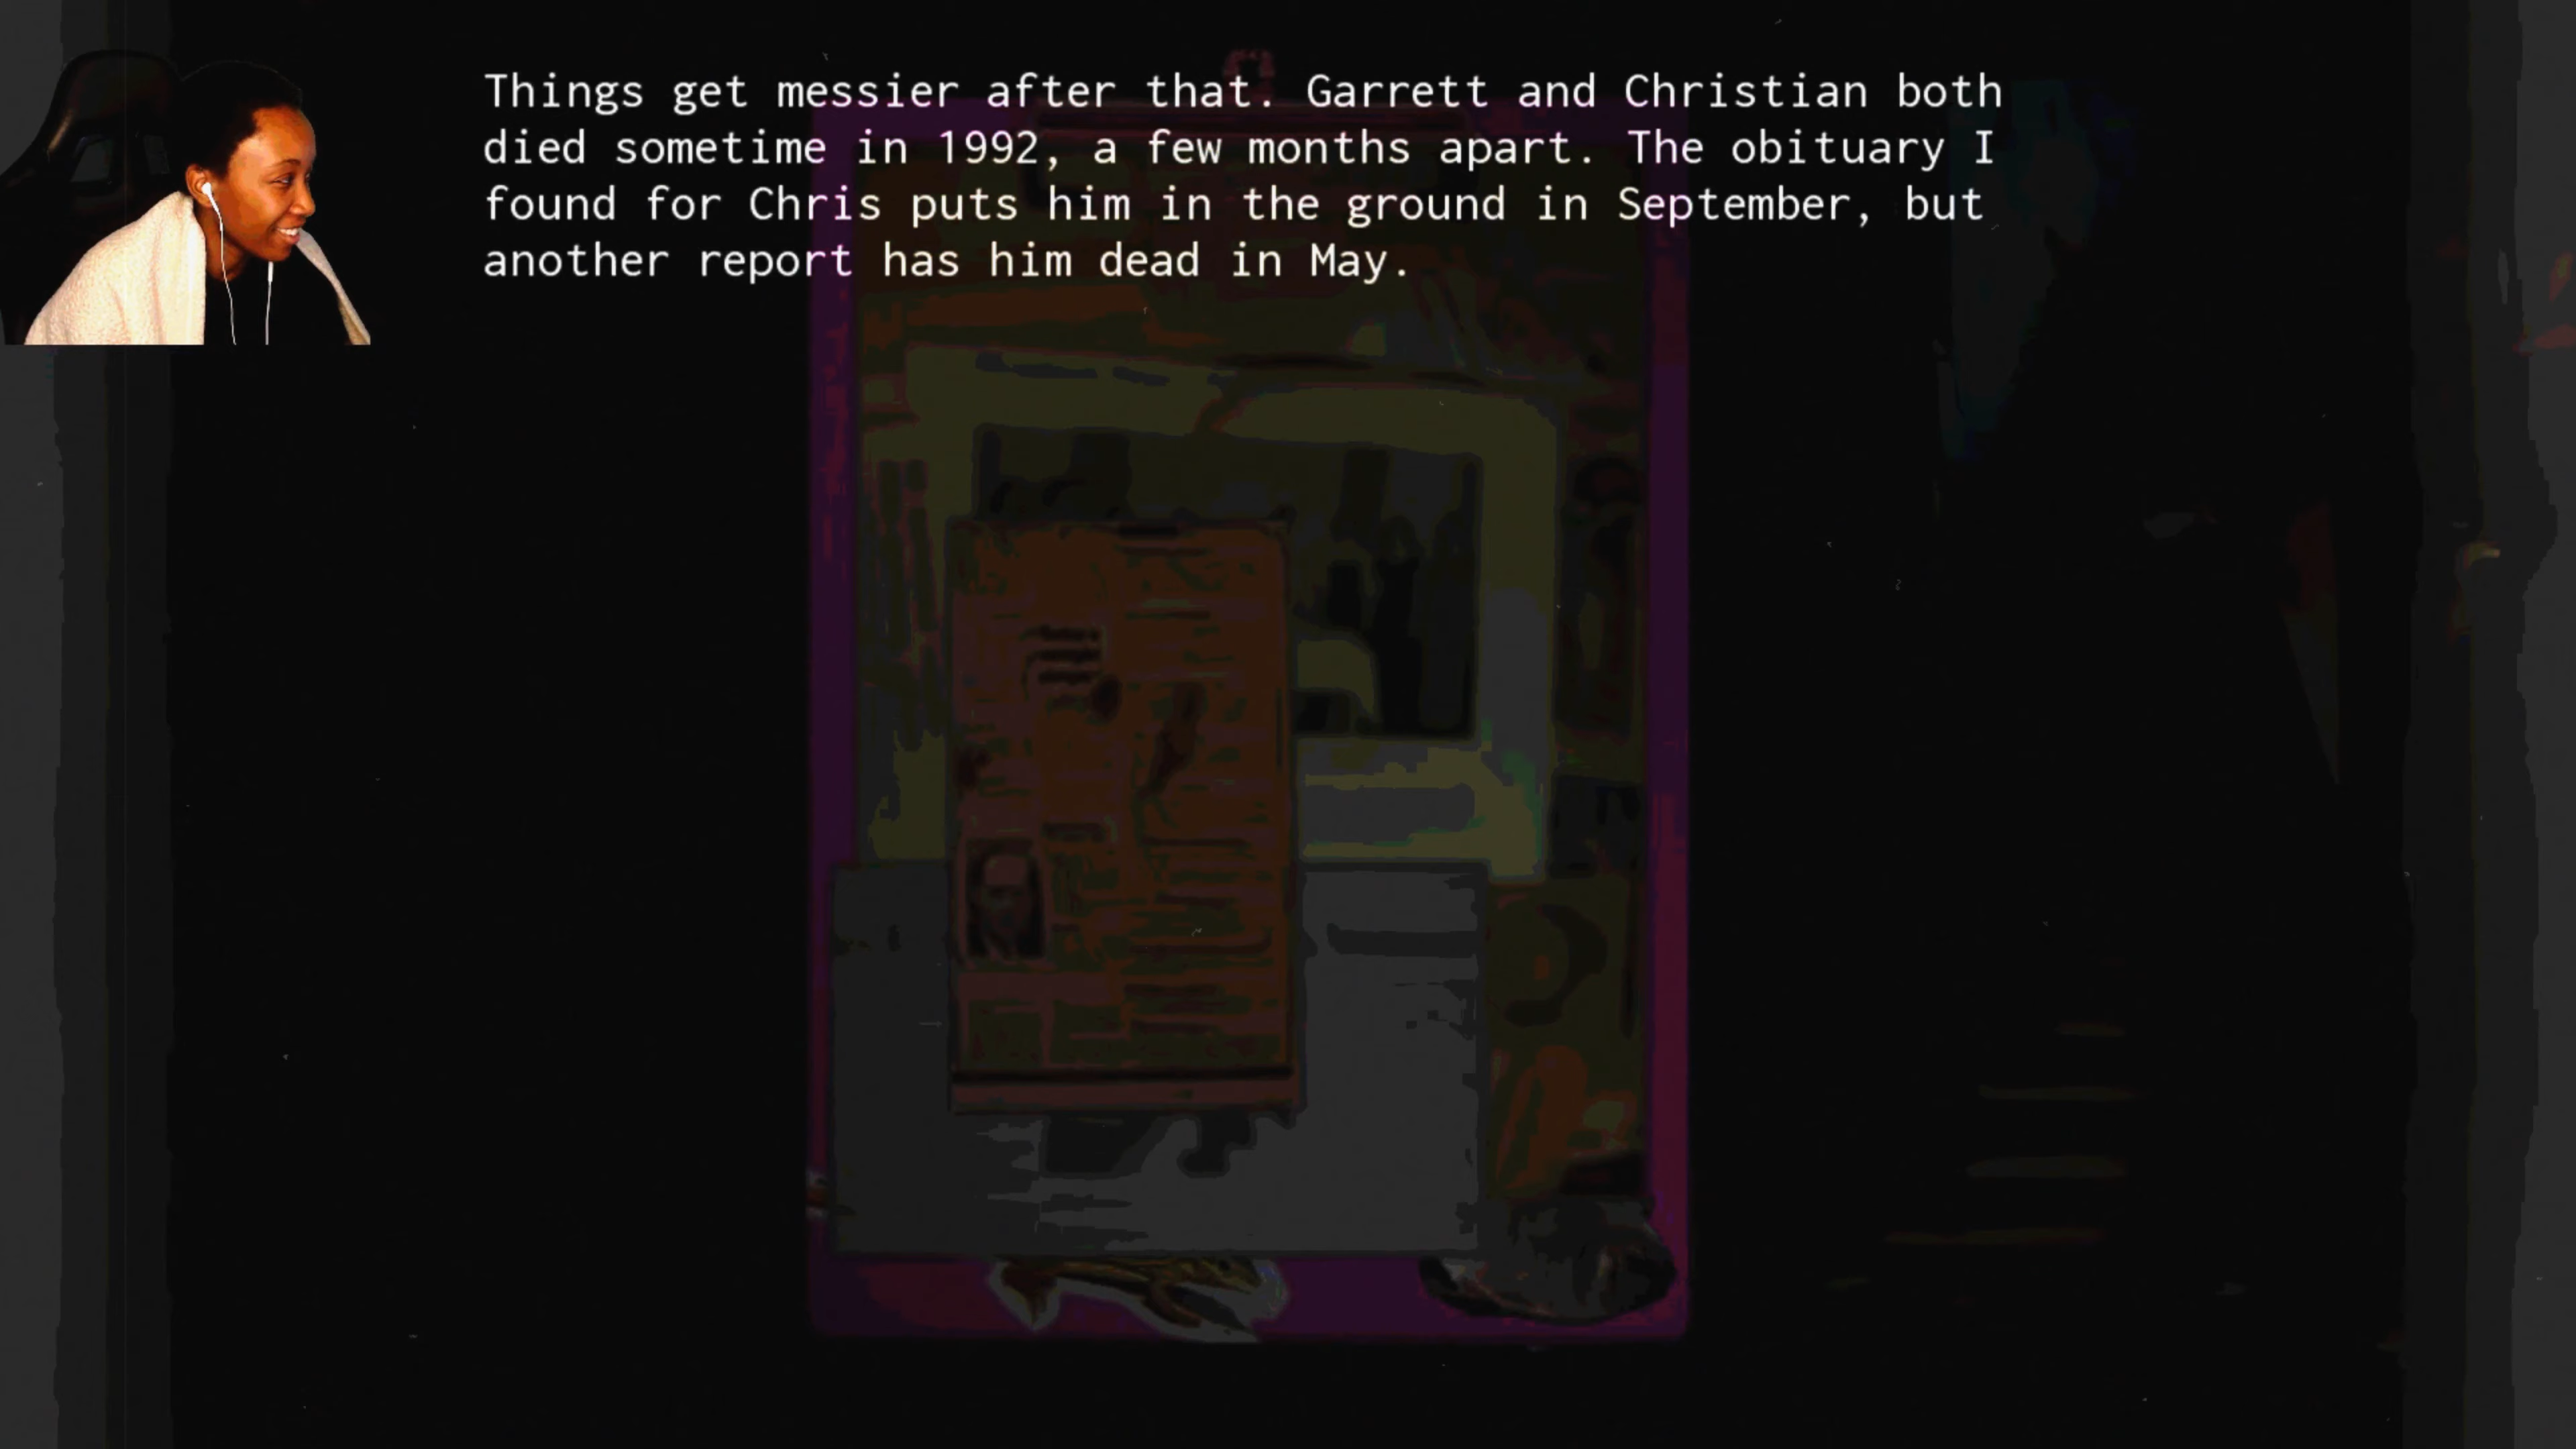 Things get messier after that. Garrett and Christian both
died sometime in 1992, a few months apart. The obituary I
found for Chris puts him in the ground in September, but
another report has him dead in May.